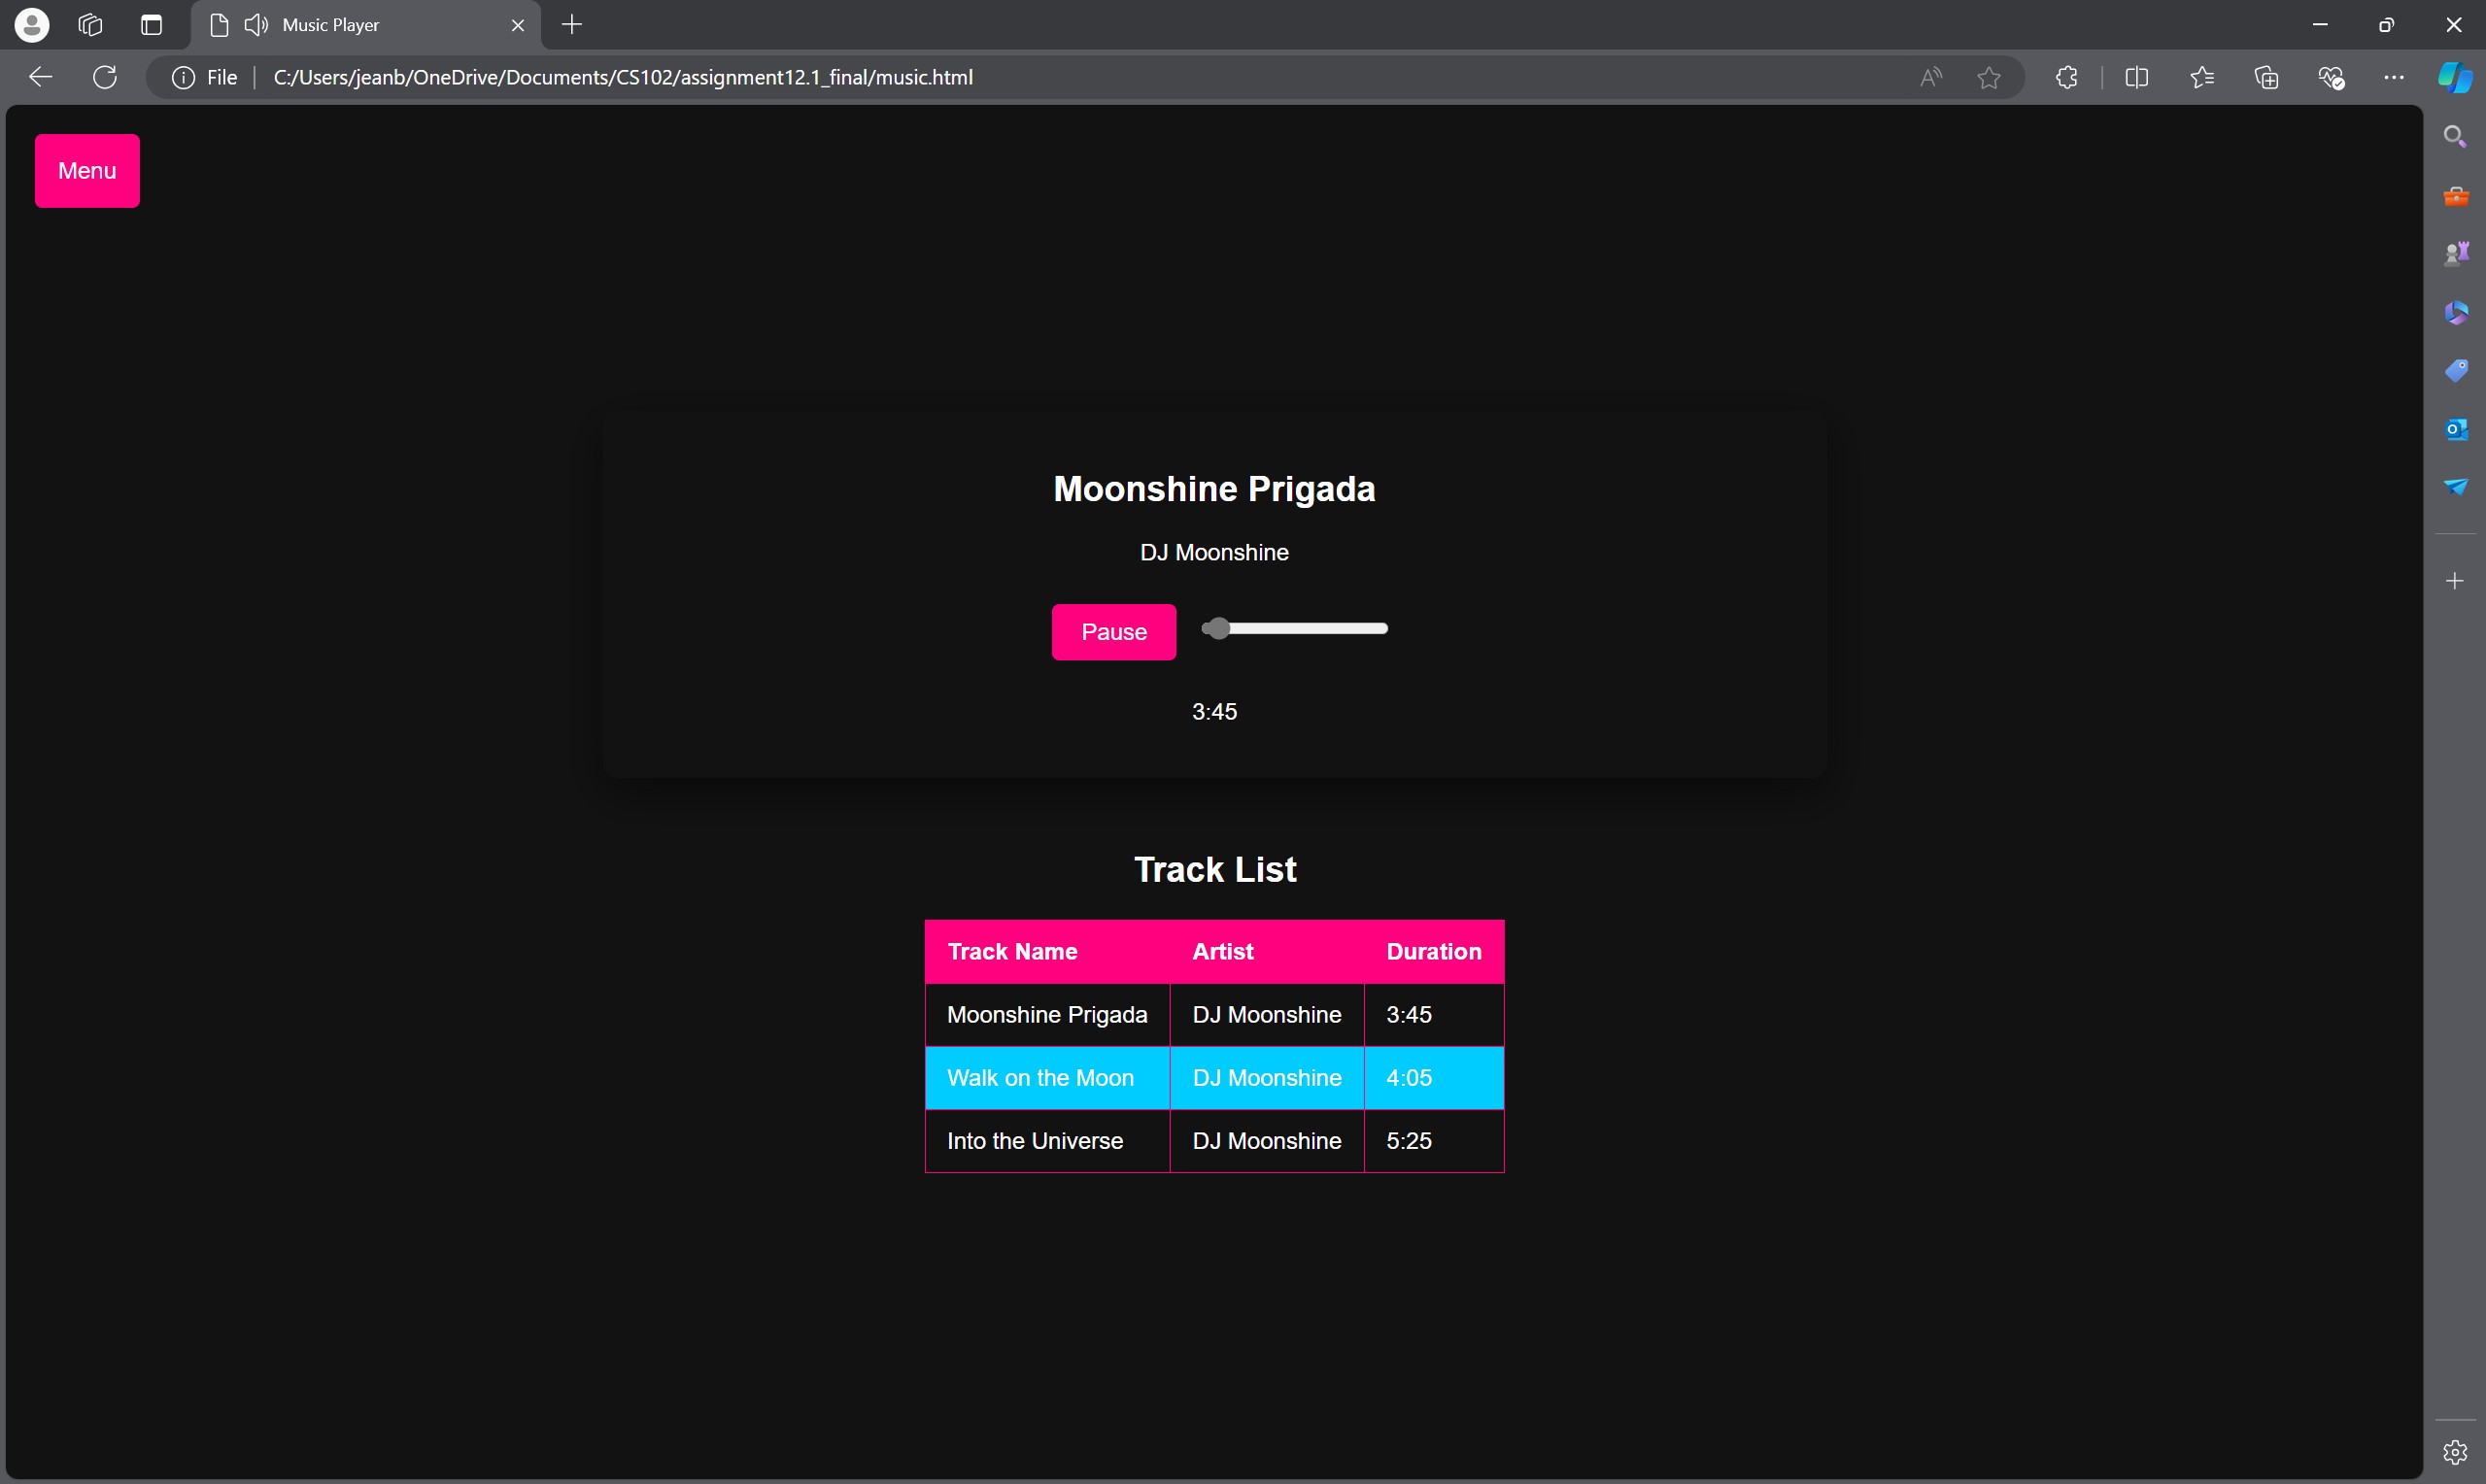 Music Player
File C:/Users/jeanb/OneDrive/Documents/CS102/assignment12.1_final/music.html
Menu
Moonshine Prigada
DJ Moonshine
Pause
3:45
Track List
Track Name Artist Duration
Moonshine Prigada DJ Moonshine 3:45
Walk on the Moon DJ Moonshine 4:05
Into the Universe DJ Moonshine 5:25